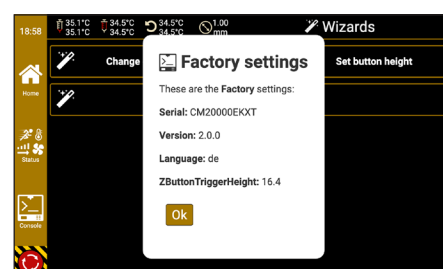 18:58
35.1°C
35.1°C
34.5°C
34.5°C
34.5°C
34.5°C
1.00
mm
Wizards
Home
Status
Console
Change
Set button height
Factory settings
These are the Factory settings:
Serial: CM20000EKXT
Version: 2.0.0
Language: de
ZButtonTriggerHeight: 16.4
Ok